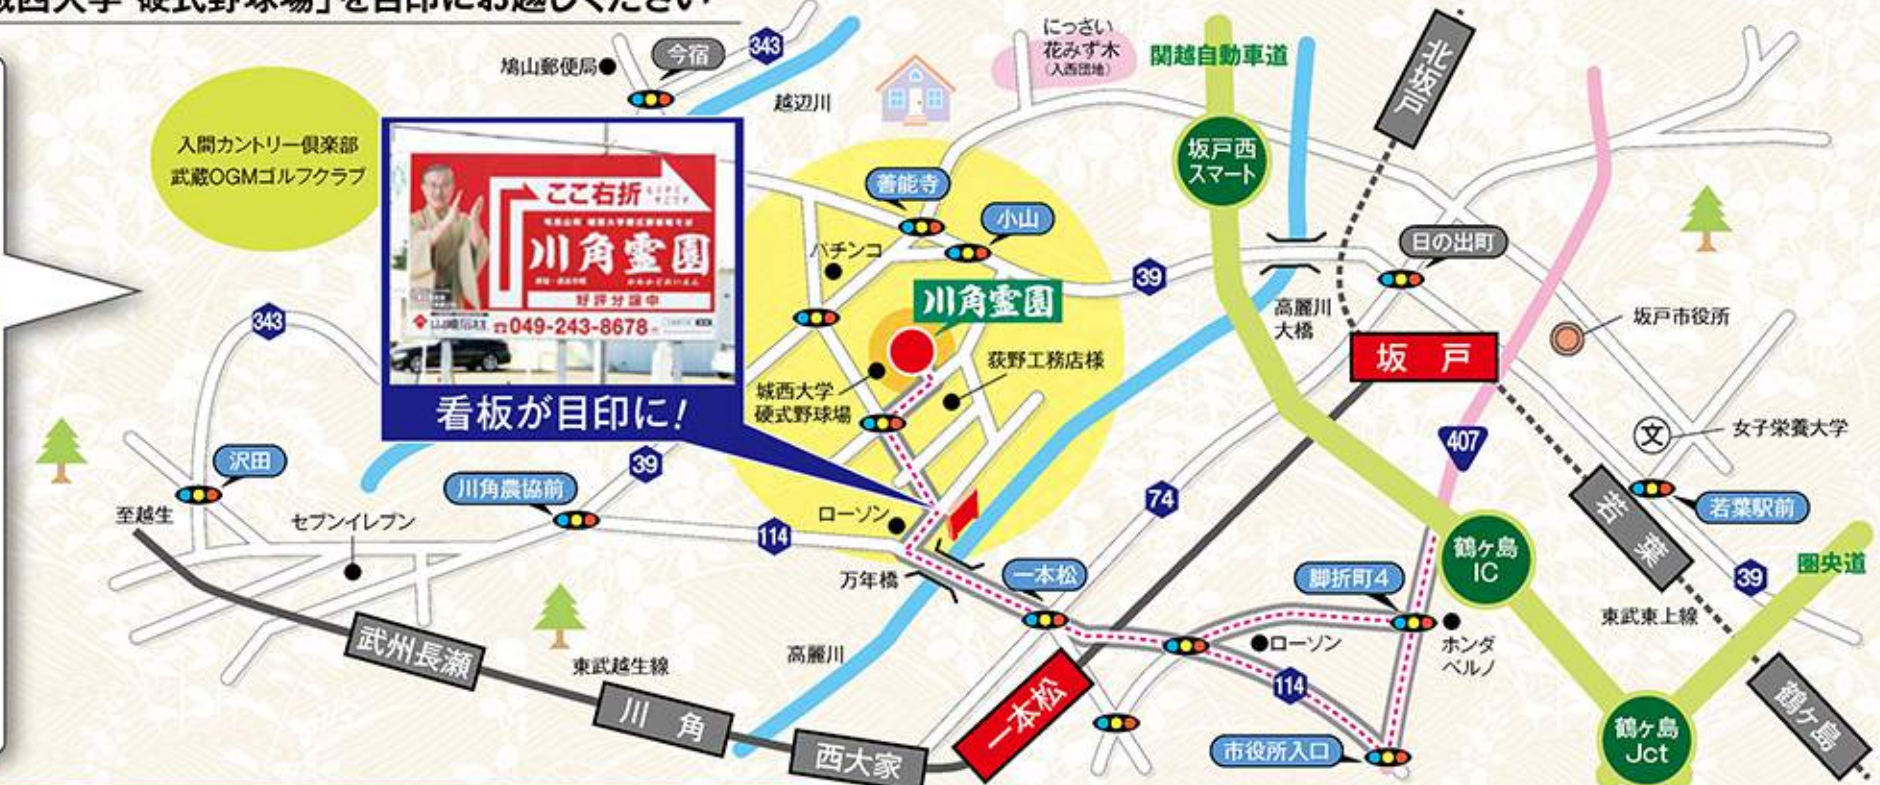 城西大学 硬式野球場」を目印にお越しください
鳩山郵便局
今宿
343
越辺川
にっさい
花みず木
(入西団地)
関越自動車道
北坂戸
入間カントリー倶楽部
武蔵OGMゴルフクラブ
坂戸西
スマート
ここ右折
川角霊園
好評分譲中
049-243-8678
看板が目印に!
善能寺
小山
パチンコ
川角霊園
39
日の出町
高麗川
大橋
坂戸市役所
坂 戸
343
荻野工務店様
城西大学
硬式野球場
407
文
女子栄養大学
沢田
川角農協前
39
74
若葉
若葉駅前
至越生
セブンイレブン
ローソン
114
万年橋
一本松
脚折町4
鶴ヶ島
IC
39
圏央道
武州長瀬
東武越生線
高麗川
ローソン
ホンダ
ベルノ
東武東上線
川 角
一本松
114
鶴ヶ島
西大家
市役所入口
鶴ヶ島
Jct